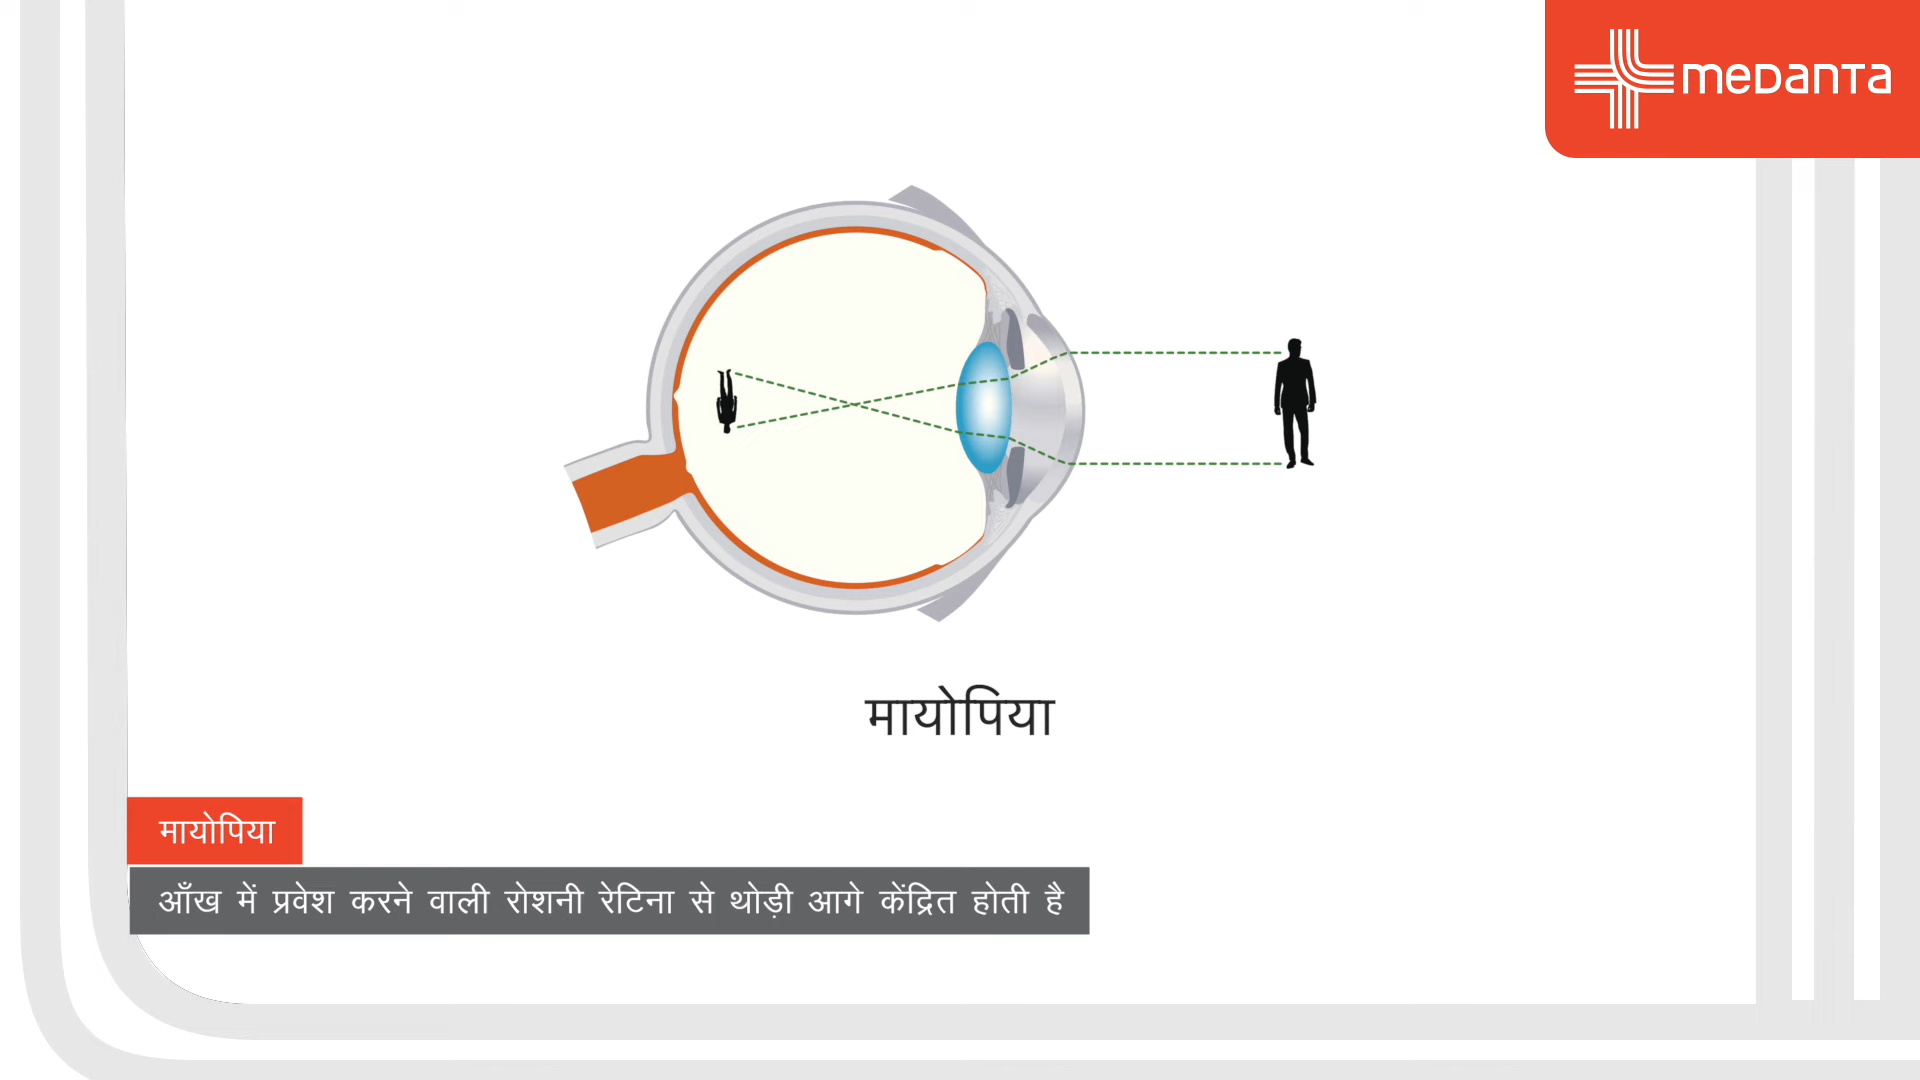 medanta
मायोपिया
मायोपिया
आँख में प्रवेश करने वाली रोशनी रेटिना से थोड़ी आगे केंद्रित होती है